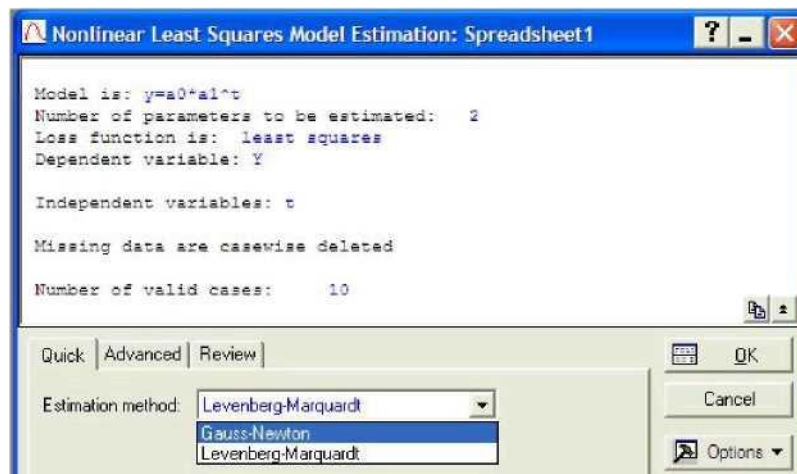 Nonlinear Least Squares Model Estimation: Spreadsheet1
Model is: y=a0*a1^t
Number of parameters to be estimated: 2
Loss function is: least squares
Dependent variable: Y
Independent variables: t
Missing data are casewise deleted
Number of valid cases: 10
Quick Advanced Review
OK
Estimation method: Levenberg-Marquardt
Cancel
Gauss-Newton
Levenberg-Marquardt
Options